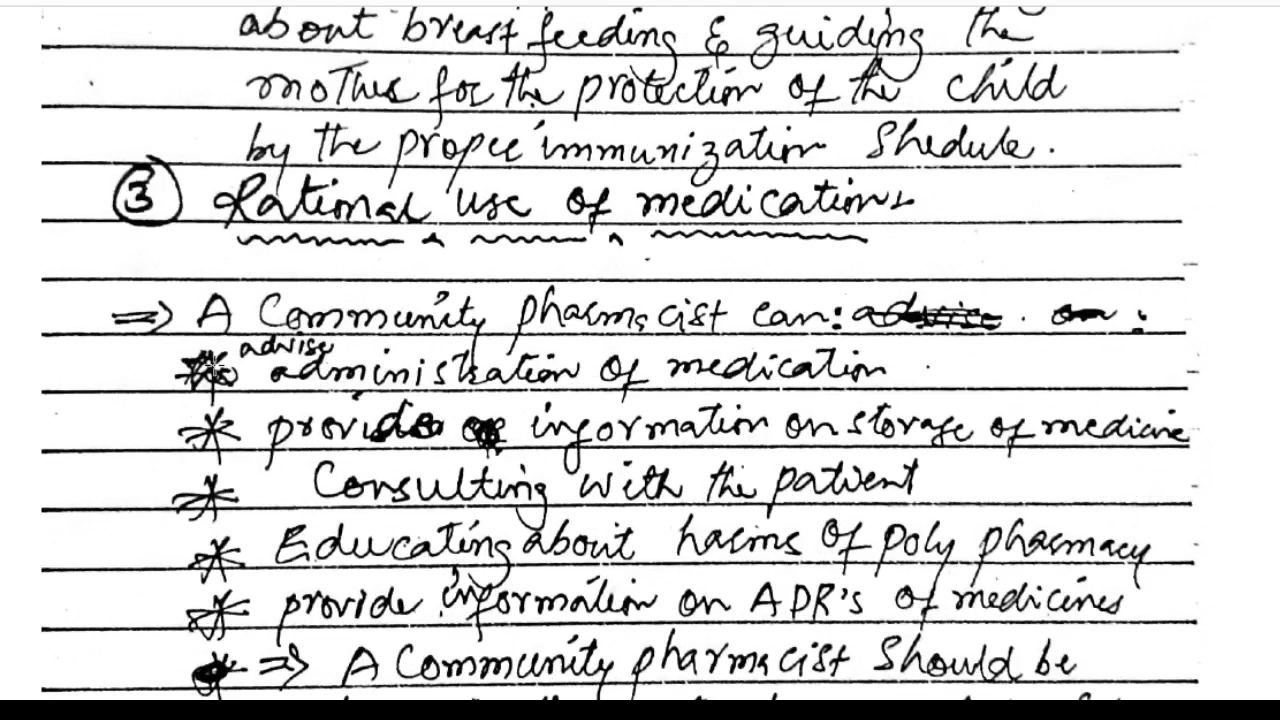 about breast feeding & guiding the
mother for the protection of the child
by the proper immunization Shedule.
③ Rational use of medications
⇒ A Community pharmacist can:
advise
administration of medication
* provide information on storage of medicine
* Consulting with the patient
* Educating about harms of poly pharmacy
* provide information on ADR's of medicines
⇒ A Community pharmacist Should be